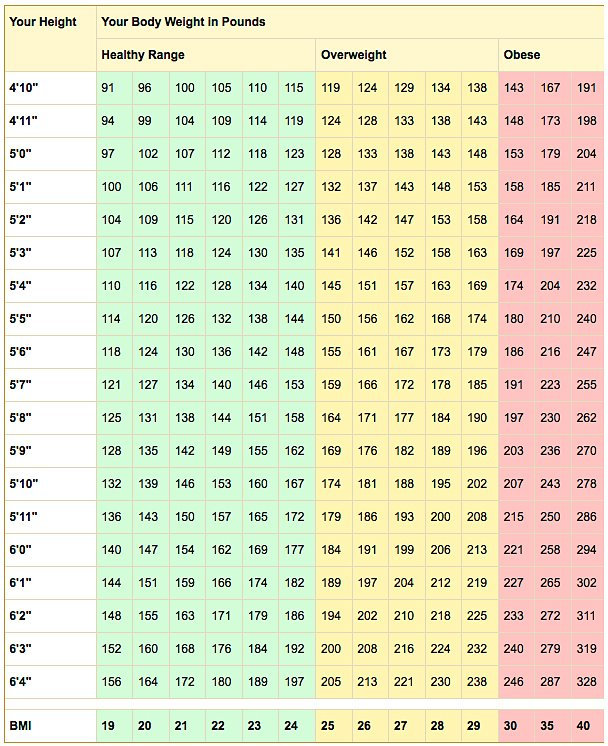 Your Height Your Body Weight in Pounds
Healthy Range Overweight Obese
4'10" 91 96 100 105 110 115 119 124 129 134 138 143 167 191
4'11" 94 99 104 109 114 119 124 128 133 138 143 148 173 198
5'0" 97 102 107 112 118 123 128 133 138 143 148 153 179 204
5'1" 100 106 111 116 122 127 132 137 143 148 153 158 185 211
5'2" 104 109 115 120 126 131 136 142 147 153 158 164 191 218
5'3" 107 113 118 124 130 135 141 146 152 158 163 169 197 225
5'4" 110 116 122 128 134 140 145 151 157 163 169 174 204 232
5'5" 114 120 126 132 138 144 150 156 162 168 174 180 210 240
5'6" 118 124 130 136 142 148 155 161 167 173 179 186 216 247
5'7" 121 127 134 140 146 153 159 166 172 178 185 191 223 255
5'8" 125 131 138 144 151 158 164 171 177 184 190 197 230 262
5'9" 128 135 142 149 155 162 169 176 182 189 196 203 236 270
5'10" 132 139 146 153 160 167 174 181 188 195 202 207 243 278
5'11" 136 143 150 157 165 172 179 186 193 200 208 215 250 286
6'0" 140 147 154 162 169 177 184 191 199 206 213 221 258 294
6'1" 144 151 159 166 174 182 189 197 204 212 219 227 265 302
6'2" 148 155 163 171 179 186 194 202 210 218 225 233 272 311
6'3" 152 160 168 176 184 192 200 208 216 224 232 240 279 319
6'4" 156 164 172 180 189 197 205 213 221 230 238 246 287 328
BMI 19 20 21 22 23 24 25 26 27 28 29 30 35 40